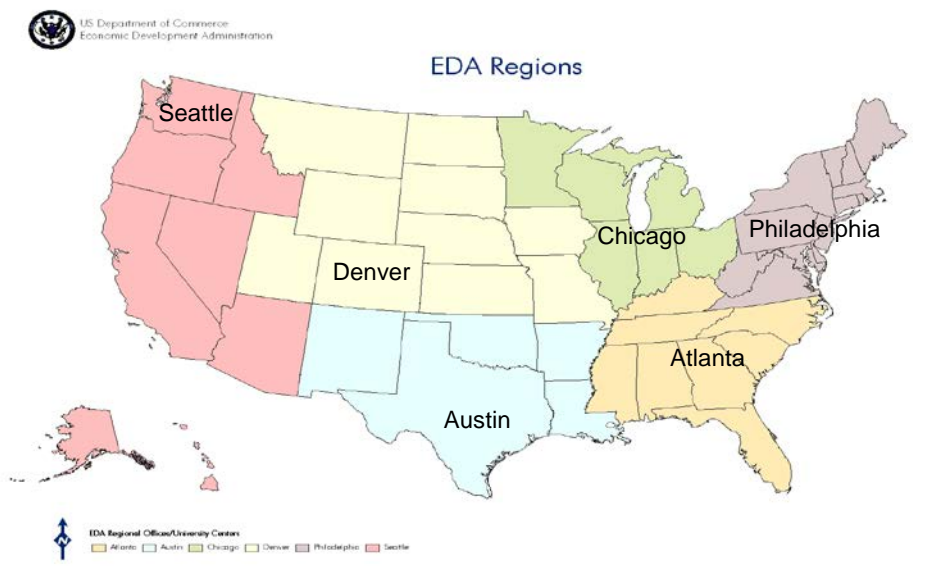 US Department of Commerce
Economic Development Administration
EDA Regions
Seattle
Philadelphia
Chicago
Denver
Atlanta
Austin
N
EDA Regional Offices/University Centers
Atlanta Austin Chicago Denver Philadelphia Seattle